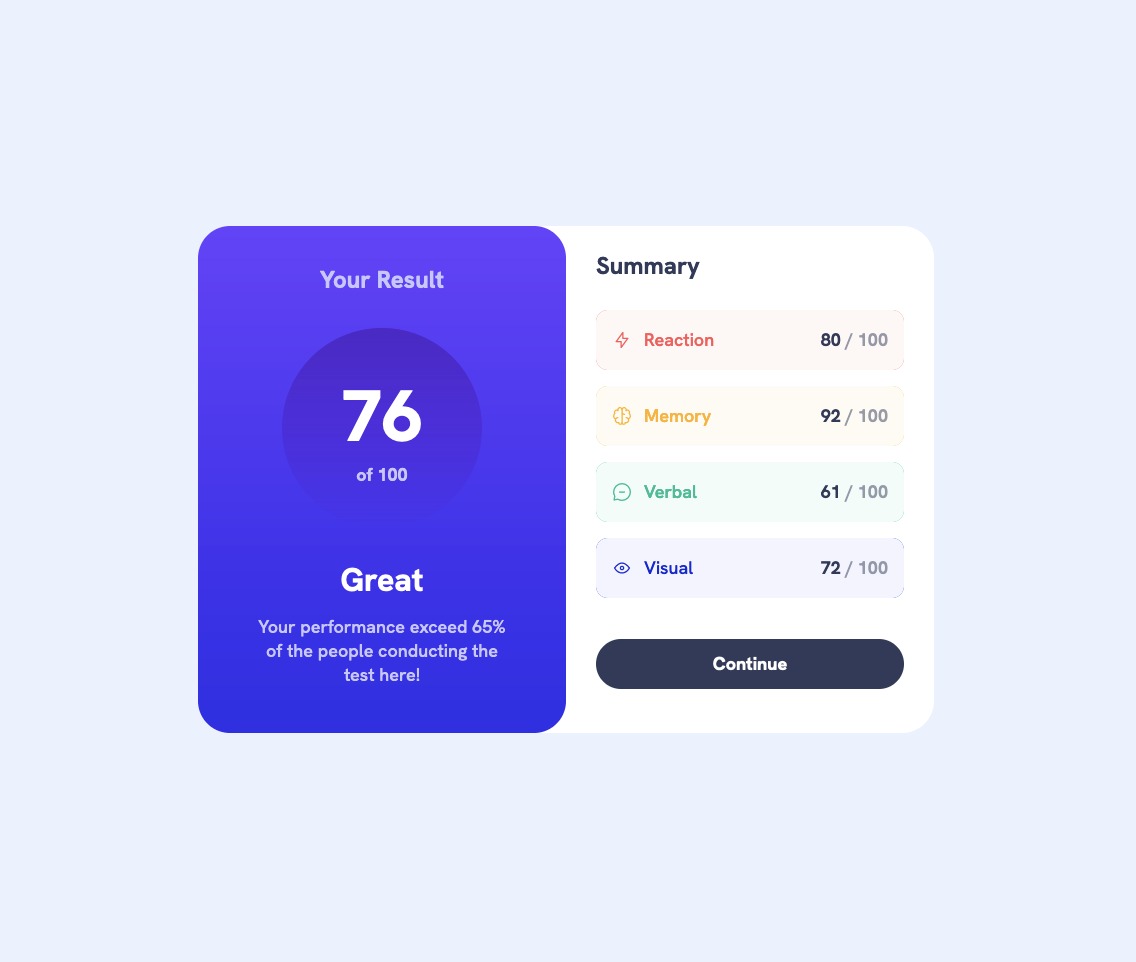 Your Result
76
of 100
Great
Your performance exceed 65%
of the people conducting the
test here!
Summary
Reaction 80 / 100
Memory 92 / 100
Verbal 61 / 100
Visual 72 / 100
Continue